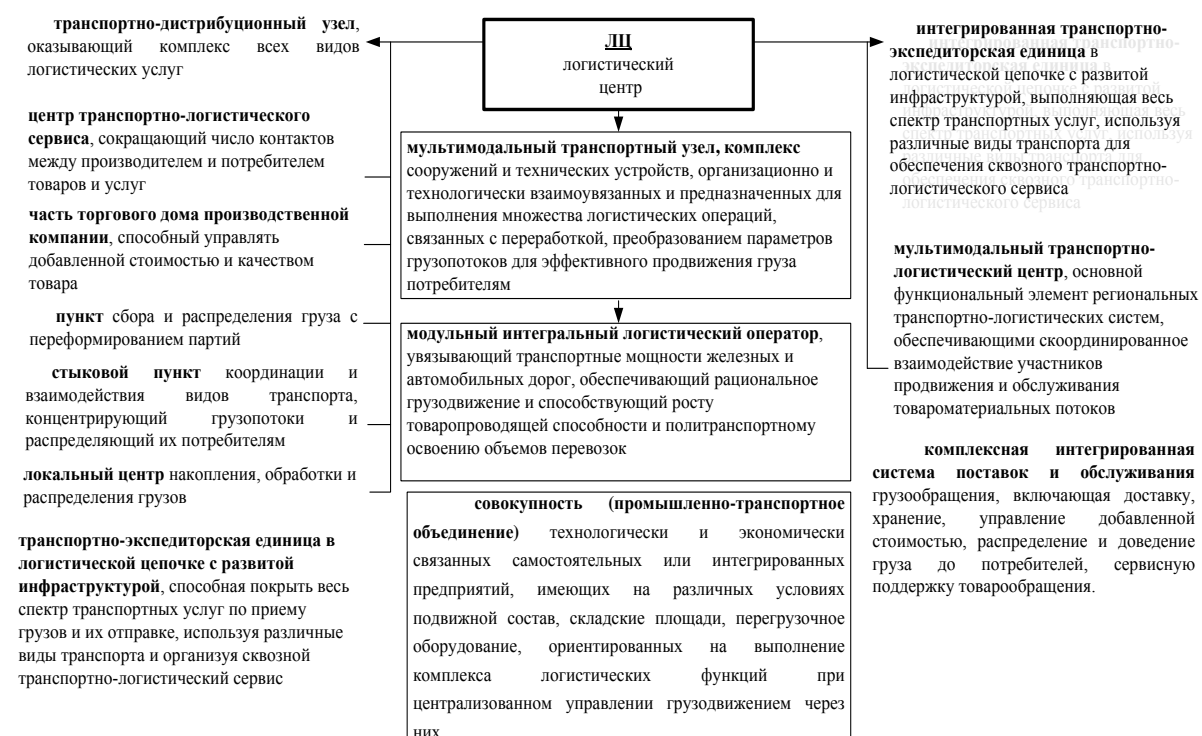 транспортно-дистрибуционный узел,
оказывающий комплекс всех видов
логистических услуг
центр транспортно-логистического
сервиса, сокращающий число контактов
между производителем и потребителем
товаров и услуг
часть торгового дома производственной
компании, способный управлять
добавленной стоимостью и качеством
товара
пункт сбора и распределения груза с
переформированием партий
стыковой пункт координации и
взаимодействия видов транспорта,
концентрирующий грузопотоки и
распределяющий их потребителям
локальный центр накопления, обработки и
распределения грузов
транспортно-экспедиторская единица в
логистической цепочке с развитой
инфраструктурой, способная покрыть весь
спектр транспортных услуг по приему
грузов и их отправке, используя различные
виды транспорта и организуя сквозной
транспортно-логистический сервис
ЛЦ
логистический
центр
мультимодальный транспортный узел, комплекс
сооружений и технических устройств, организационно и
технологически взаимоувязанных и предназначенных для
выполнения множества логистических операций,
связанных с переработкой, преобразованием параметров
грузопотоков для эффективного продвижения груза
потребителям
модульный интегральный логистический оператор,
увязывающий транспортные мощности железных и
автомобильных дорог, обеспечивающий рациональное
грузодвижение и способствующий росту
товаропроводящей способности и политранспортному
освоению объемов перевозок
совокупность (промышленно-транспортное
объединение) технологически и экономически
связанных самостоятельных или интегрированных
предприятий, имеющих на различных условиях
подвижной состав, складские площади, перегрузочное
оборудование, ориентированных на выполнение
комплекса логистических функций при
централизованном управлении грузодвижением через
них
интегрированная транспортно-
экспедиторская единица в
логистической цепочке с развитой
инфраструктурой, выполняющая весь
спектр транспортных услуг, используя
различные виды транспорта для
обеспечения сквозного транспортно-
логистического сервиса
мультимодальный транспортно-
логистический центр, основной
функциональный элемент региональных
транспортно-логистических систем,
обеспечивающими скоординированное
взаимодействие участников
продвижения и обслуживания
товароматериальных потоков
комплексная интегрированная
система поставок и обслуживания
грузообращения, включающая доставку,
хранение, управление добавленной
стоимостью, распределение и доведение
груза до потребителей, сервисную
поддержку товарообращения.